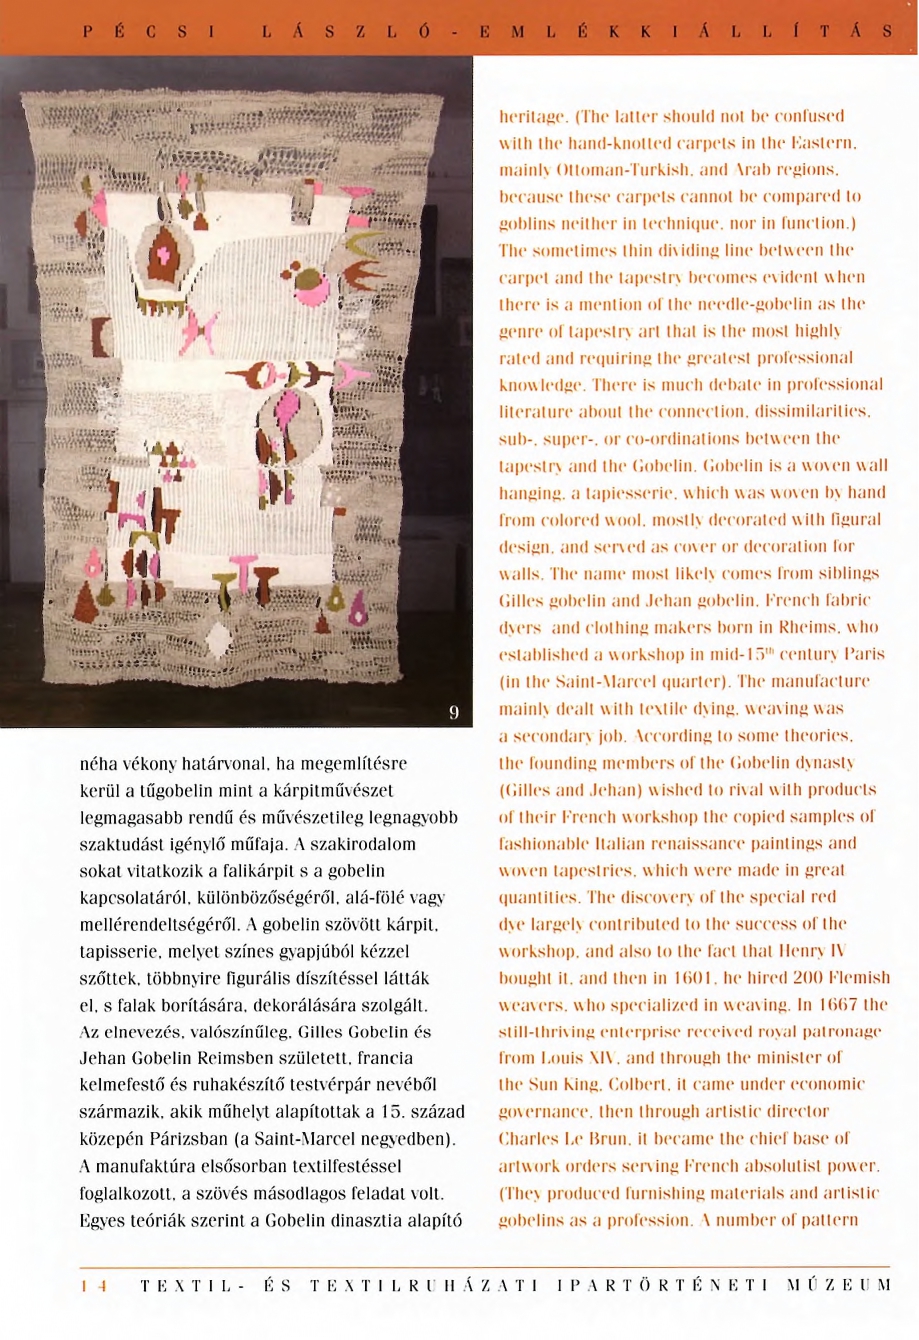 PÉCSI LÁSZLÓ-EMLÉKKIÁLLÍTÁS
9
néha vékony határvonal, ha megemlítésre
kerül a tűgobelin mint a kárpitművészet
legmagasabb rendű és művészetileg legnagyobb
szaktudást igénylő műfaja. A szakirodalom
sokat vitatkozik a falikárpit s a gobelin
kapcsolatáról, különbözőségéről, alá-fölé vagy
mellérendeltségéről. A gobelin szövött kárpit,
tapisserie, melyet színes gyapjúból kézzel
szőttek, többnyire figurális díszítéssel látták
el, s falak borítására, dekorálására szolgált.
Az elnevezés, valószínűleg, Gilles Gobelin és
Jehan Gobelin Reimsben született, francia
kelmefestő és ruhakészítő testvérpár nevéből
származik, akik műhelyt alapítottak a 15. század
közepén Párizsban (a Saint-Marcel negyedben).
A manufaktúra elsősorban textilfestéssel
foglalkozott, a szövés másodlagos feladat volt.
Egyes teóriák szerint a Gobelin dinasztia alapító
heritage. (The latter should not be confused
with the hand-knotted carpets in the Eastern,
mainly Ottoman-Turkish, and Arab regions,
because these carpets cannot be compared to
goblins neither in technique, nor in function.)
The sometimes thin dividing line between the
carpet and the tapestry becomes evident when
there is a mention of the needle-gobelin as the
genre of tapestry art that is the most highly
rated and requiring the greatest professional
knowledge. There is much debate in professional
literature about the connection, dissimilarities,
sub-, super-, or co-ordinations between the
tapestry and the Gobelin. Gobelin is a woven wall
hanging, a tapiesserie, which was woven by hand
from colored wool, mostly decorated with figural
design, and served as cover or decoration for
walls. The name most likely comes from siblings
Gilles gobelin and Jehan gobelin, French fabric
dyers and clothing makers born in Rheims, who
established a workshop in mid-15th century Paris
(in the Saint-Marcel quarter). The manufacture
mainly dealt with textile dying, weaving was
a secondary job. According to some theories,
the founding members of the Gobelin dynasty
(Gilles and Jehan) wished to rival with products
of their French workshop the copied samples of
fashionable Italian renaissance paintings and
woven tapestries, which were made in great
quantities. The discovery of the special red
dye largely contributed to the success of the
workshop, and also to the fact that Henry IV
bought it, and then in 1601, he hired 200 Flemish
weavers, who specialized in weaving. In 1667 the
still-thriving enterprise received royal patronage
from Louis XIV, and through the minister of
the Sun King, Colbert, it came under economic
governance, then through artistic director
Charles Le Brun, it became the chief base of
artwork orders serving French absolutist power.
(They produced furnishing materials and artistic
gobelins as a profession. A number of pattern
14 TEXTIL- ÉS TEXTILRUHÁZATI IPARTÖRTÉNETI MÚZEUM